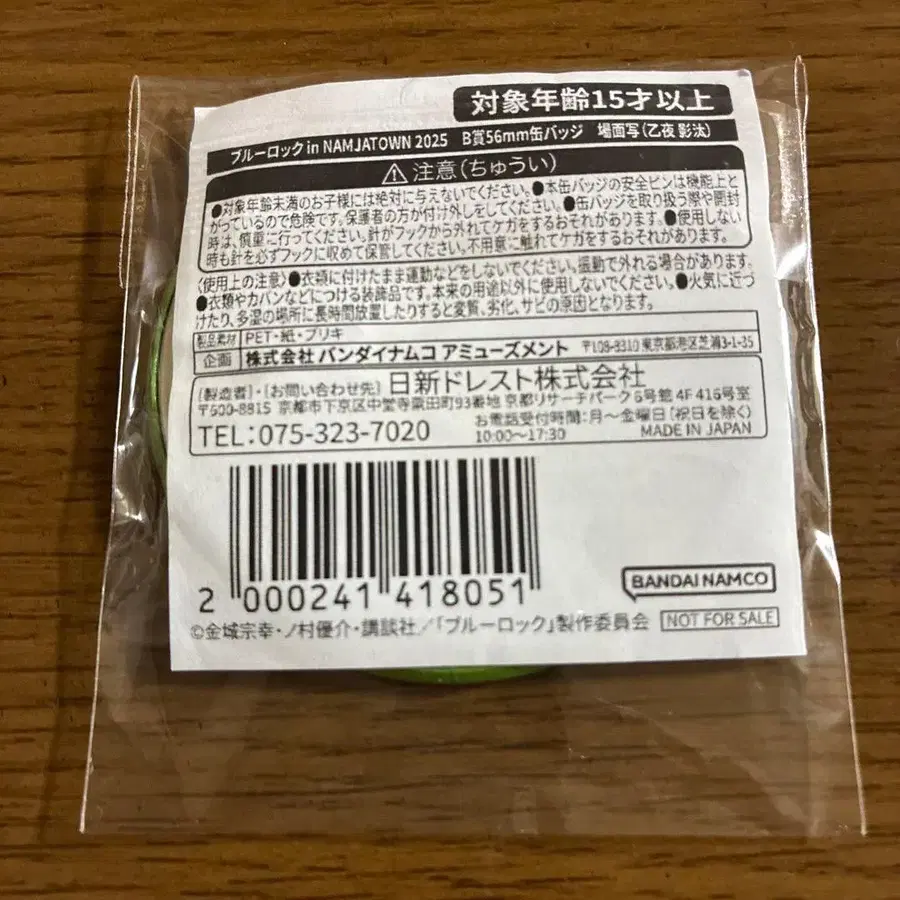 対象年齢15才以上
ブルーロック in NAMJATOWN 2025 B賞56mm缶バッジ 場面写(乙夜 影汰)
⚠注意(ちゅうい)
●対象年齢未満のお子様には絶対に与えないでください。●本缶バッジの安全ピンは機能上と
がっているので危険です。保護者の方が付け外しをしてください。●缶バッジを取り扱う際や開封
時は、慎重に行ってください。針がフックから外れてケガをするおそれがあります。●使用しない
時も針を必ずフックに収めて保管してください。不用意に触れてケガをするおそれがあります。
〈使用上の注意〉●衣類に付けたまま運動などをしないでください。振動で外れる場合があります。
●衣類やカバンなどにつける装飾品です。本来の用途以外に使用しないでください。●火気に近づ
けたり、多湿の場所に長時間放置したりすると変質、劣化、サビの原因となります。
製品素材 PET・紙・ブリキ
企画 株式会社 バンダイナムコ アミューズメント 〒108-8310 東京都港区芝浦3-1-35
〔製造者〕・〔お問い合わせ先〕 日新ドレスト株式会社
〒600-8815 京都市下京区中堂寺粟田町93番地 京都リサーチパーク6号館 4F 416号室
TEL:075-323-7020 お電話受付時間:月〜金曜日(祝日を除く)
10:00〜17:30 MADE IN JAPAN
2 000241 418051
BANDAI NAMCO
©金城宗幸・ノ村優介・講談社/「ブルーロック」製作委員会 NOT FOR SALE